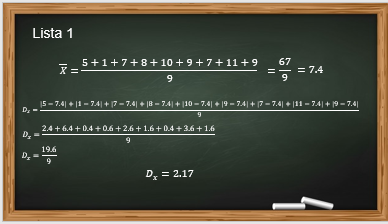 Lista 1
X̅ = 5 + 1 + 7 + 8 + 10 + 9 + 7 + 11 + 9 / 9 = 67 / 9 = 7.4
Dₓ = |5 − 7.4| + |1 − 7.4| + |7 − 7.4| + |8 − 7.4| + |10 − 7.4| + |9 − 7.4| + |7 − 7.4| + |11 − 7.4| + |9 − 7.4| / 9
Dₓ = 2.4 + 6.4 + 0.4 + 0.6 + 2.6 + 1.6 + 0.4 + 3.6 + 1.6 / 9
Dₓ = 19.6 / 9
Dₓ = 2.17